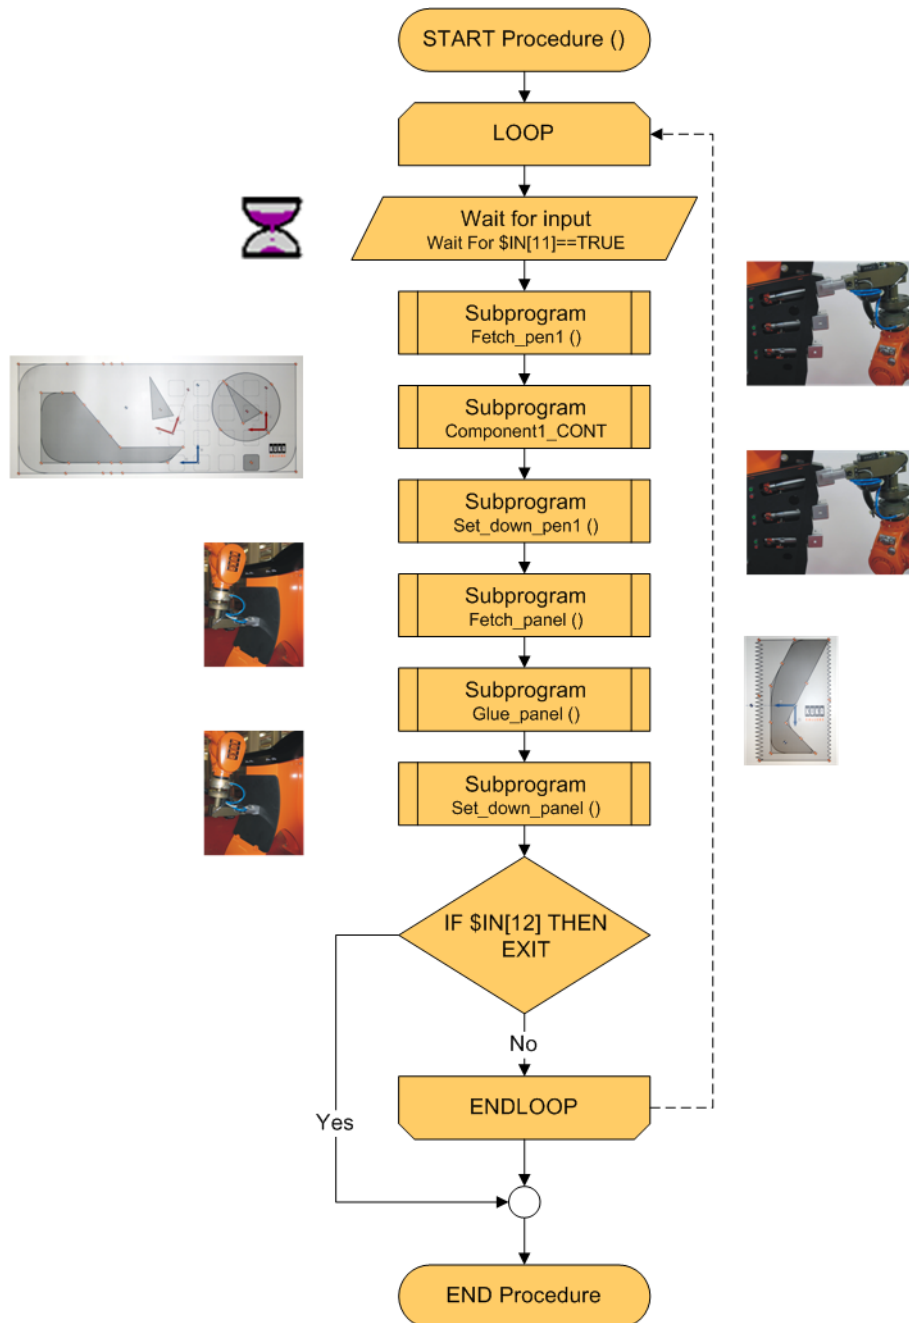 START Procedure ()
LOOP
Wait for input
Wait For $IN[11]==TRUE
Subprogram
Fetch_pen1 ()
Subprogram
Component1_CONT
Subprogram
Set_down_pen1 ()
Subprogram
Fetch_panel ()
Subprogram
Glue_panel ()
Subprogram
Set_down_panel ()
IF $IN[12] THEN
EXIT
No
ENDLOOP
Yes
END Procedure
KUKA